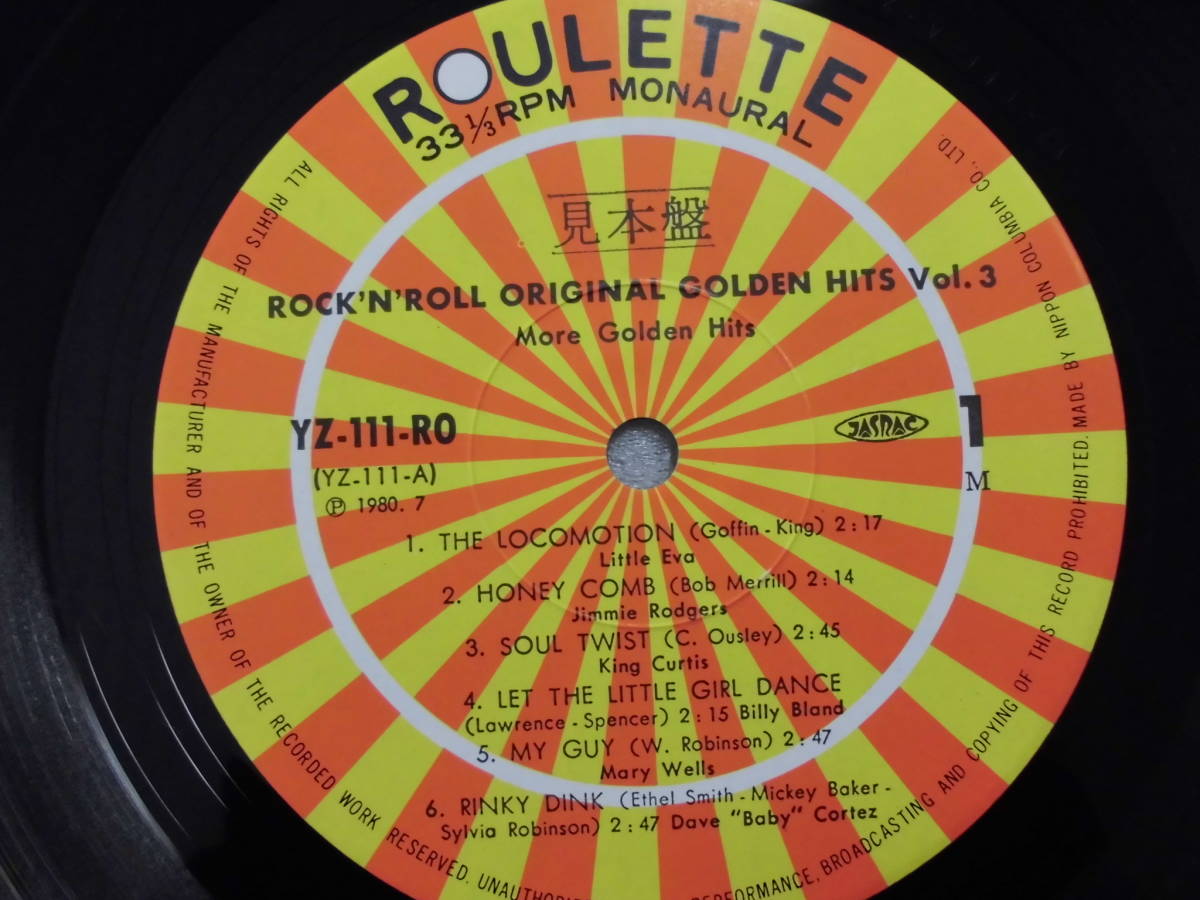 ROULETTE
33 1/3 RPM MONAURAL
見本盤
ROCK'N'ROLL ORIGINAL GOLDEN HITS Vol. 3
More Golden Hits
YZ-111-RO
(YZ-111-A)
Ⓟ 1980. 7
JASRAC
1
M
1. THE LOCOMOTION (Goffin - King) 2 : 17
Little Eva
2. HONEY COMB (Bob Merrill) 2 : 14
Jimmie Rodgers
3. SOUL TWIST (C. Ousley) 2 : 45
King Curtis
4. LET THE LITTLE GIRL DANCE
(Lawrence - Spencer) 2 : 15 Billy Bland
5. MY GUY (W. Robinson) 2 : 47
Mary Wells
6. RINKY DINK (Ethel Smith - Mickey Baker -
Sylvia Robinson) 2 : 47 Dave "Baby" Cortez
ALL RIGHTS OF THE MANUFACTURER AND OF THE OWNER OF THE RECORDED WORK RESERVED. PERFORMANCE, BROADCASTING AND COPYING OF THIS RECORD PROHIBITED. MADE BY NIPPON COLUMBIA CO., LTD.